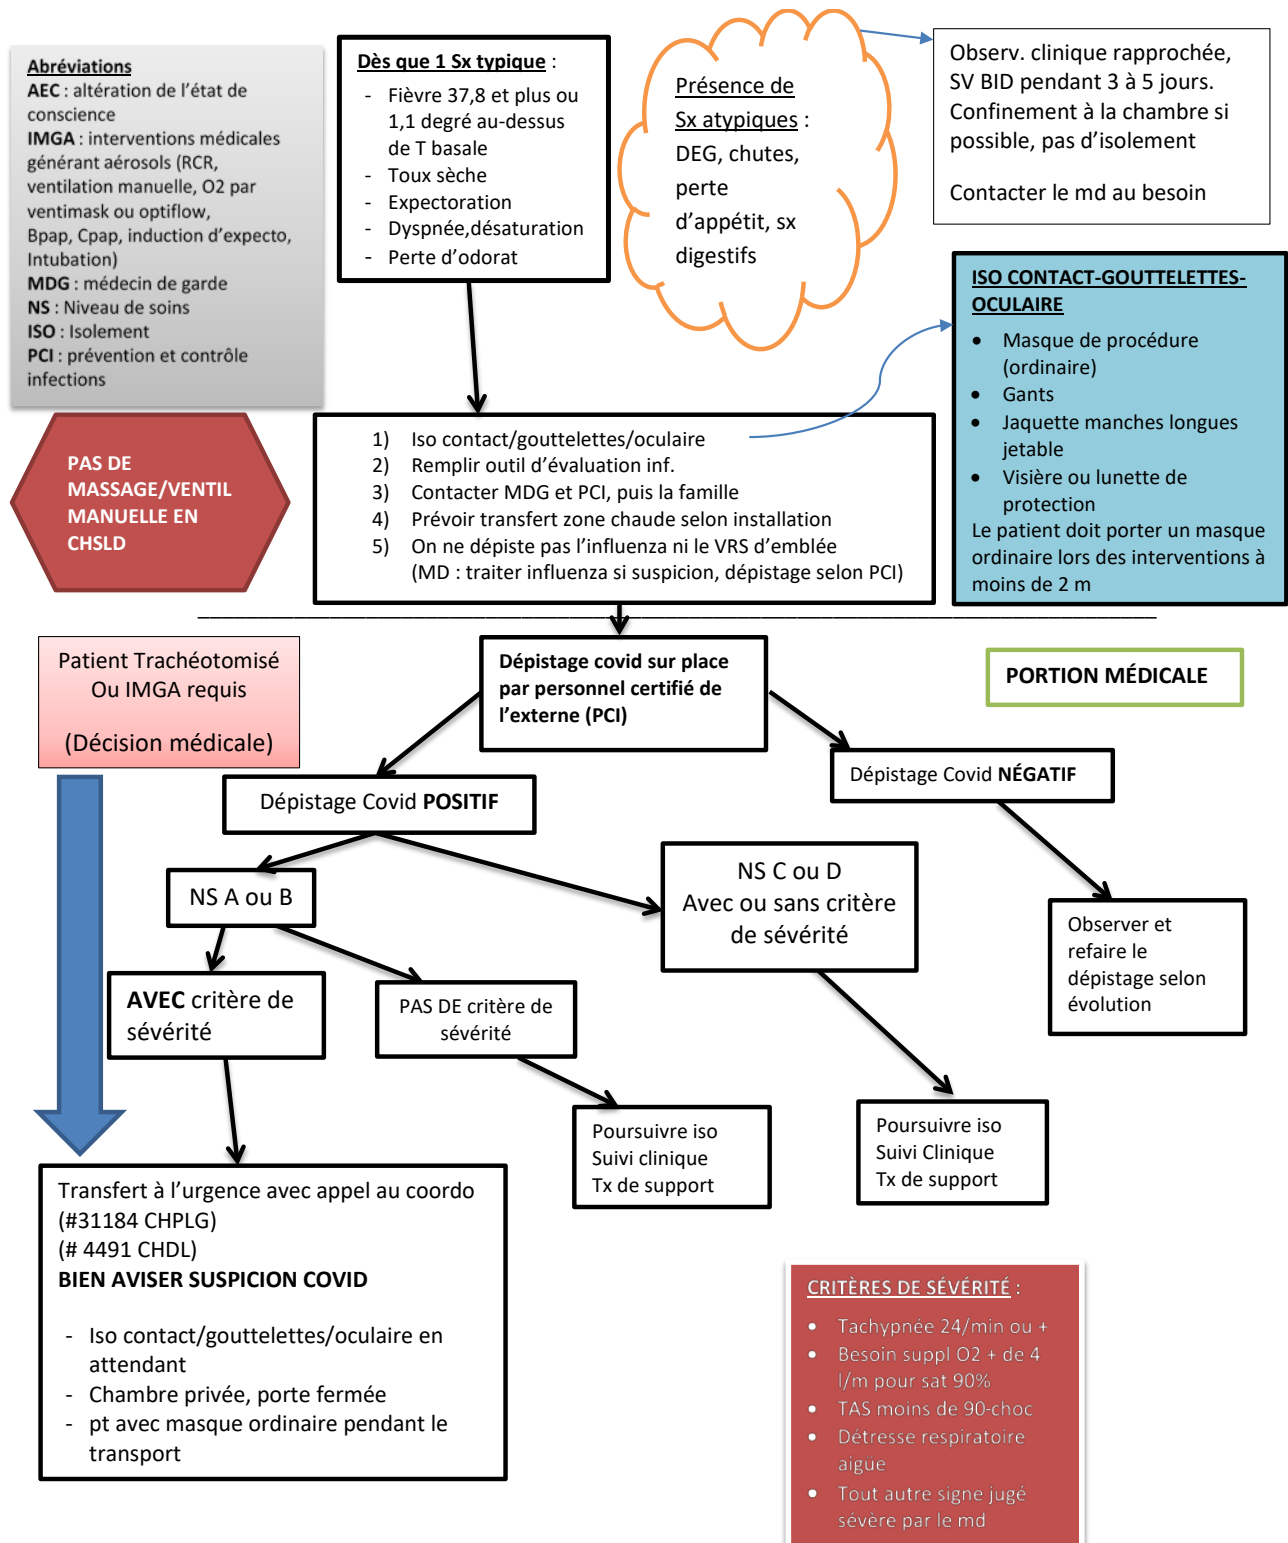 Abréviations
AEC : altération de l'état de
conscience
IMGA : interventions médicales
générant aérosols (RCR,
ventilation manuelle, O2 par
ventimask ou optiflow,
Bpap, Cpap, induction d'expecto,
Intubation)
MDG : médecin de garde
NS : Niveau de soins
ISO : Isolement
PCI : prévention et contrôle
infections
Dès que 1 Sx typique :
- Fièvre 37,8 et plus ou
1,1 degré au-dessus
de T basale
- Toux sèche
- Expectoration
- Dyspnée,désaturation
- Perte d'odorat
Présence de
Sx atypiques :
DEG, chutes,
perte
d'appétit, sx
digestifs
Observ. clinique rapprochée,
SV BID pendant 3 à 5 jours.
Confinement à la chambre si
possible, pas d'isolement
Contacter le md au besoin
ISO CONTACT-GOUTTELETTES-
OCULAIRE
• Masque de procédure
(ordinaire)
• Gants
• Jaquette manches longues
jetable
• Visière ou lunette de
protection
Le patient doit porter un masque
ordinaire lors des interventions à
moins de 2 m
PAS DE
MASSAGE/VENTIL
MANUELLE EN
CHSLD
1) Iso contact/gouttelettes/oculaire
2) Remplir outil d'évaluation inf.
3) Contacter MDG et PCI, puis la famille
4) Prévoir transfert zone chaude selon installation
5) On ne dépiste pas l'influenza ni le VRS d'emblée
(MD : traiter influenza si suspicion, dépistage selon PCI)
Patient Trachéotomisé
Ou IMGA requis
(Décision médicale)
Dépistage covid sur place
par personnel certifié de
l'externe (PCI)
PORTION MÉDICALE
Dépistage Covid POSITIF
Dépistage Covid NÉGATIF
NS A ou B
NS C ou D
Avec ou sans critère
de sévérité
Observer et
refaire le
dépistage selon
évolution
AVEC critère de
sévérité
PAS DE critère de
sévérité
Poursuivre iso
Suivi clinique
Tx de support
Poursuivre iso
Suivi Clinique
Tx de support
Transfert à l'urgence avec appel au coordo
(#31184 CHPLG)
(# 4491 CHDL)
BIEN AVISER SUSPICION COVID
- Iso contact/gouttelettes/oculaire en
attendant
- Chambre privée, porte fermée
- pt avec masque ordinaire pendant le
transport
CRITÈRES DE SÉVÉRITÉ :
• Tachypnée 24/min ou +
• Besoin suppl O2 + de 4
l/m pour sat 90%
• TAS moins de 90-choc
• Détresse respiratoire
aigüe
• Tout autre signe jugé
sévère par le md